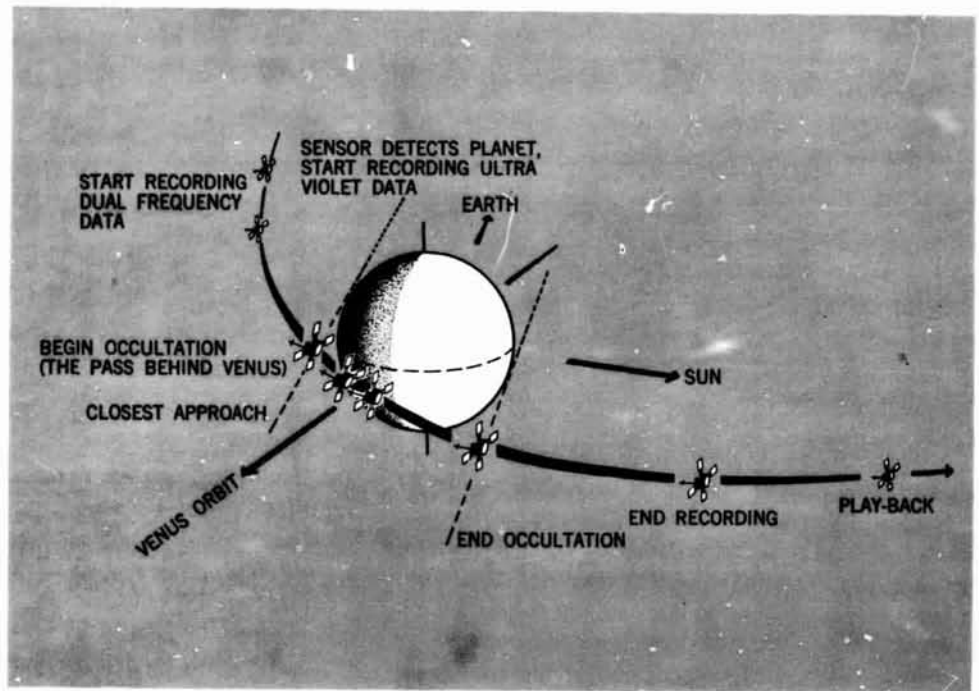 SENSOR DETECTS PLANET,
START RECORDING ULTRA
VIOLET DATA
START RECORDING
DUAL FREQUENCY
DATA
EARTH
BEGIN OCCULTATION
(THE PASS BEHIND VENUS)
CLOSEST APPROACH
SUN
VENUS ORBIT
END OCCULTATION
END RECORDING
PLAY-BACK